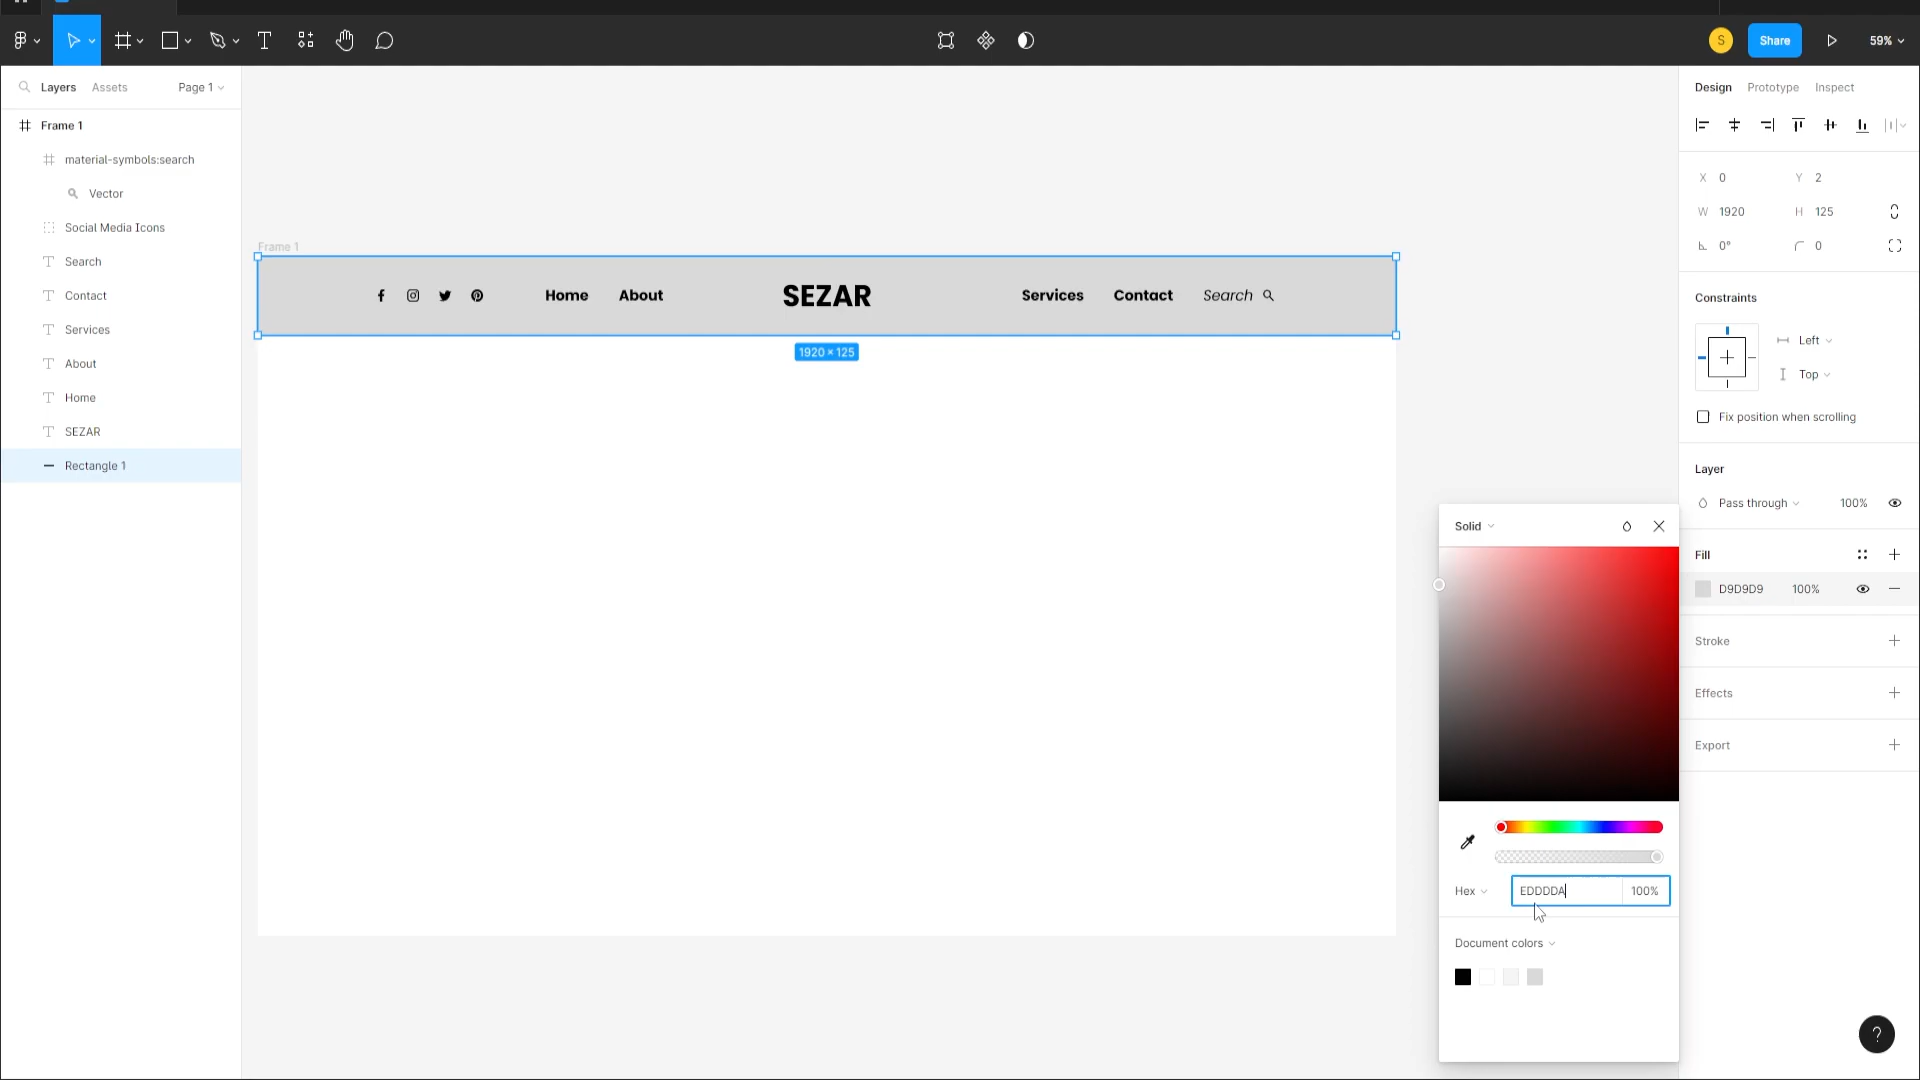 S
Share
59%
Layers
Assets
Page 1
Frame 1
material-symbols:search
Vector
Social Media Icons
Search
Contact
Services
About
Home
SEZAR
Rectangle 1
Frame 1
Home
About
SEZAR
Services
Contact
Search
1920 × 125
Design
Prototype
Inspect
X 0
Y 2
W 1920
H 125
0°
0
Constraints
Left
Top
Fix position when scrolling
Layer
Pass through
100%
Fill
D9D9D9
100%
Stroke
Effects
Export
Solid
Hex
EDDDDA
100%
Document colors
?